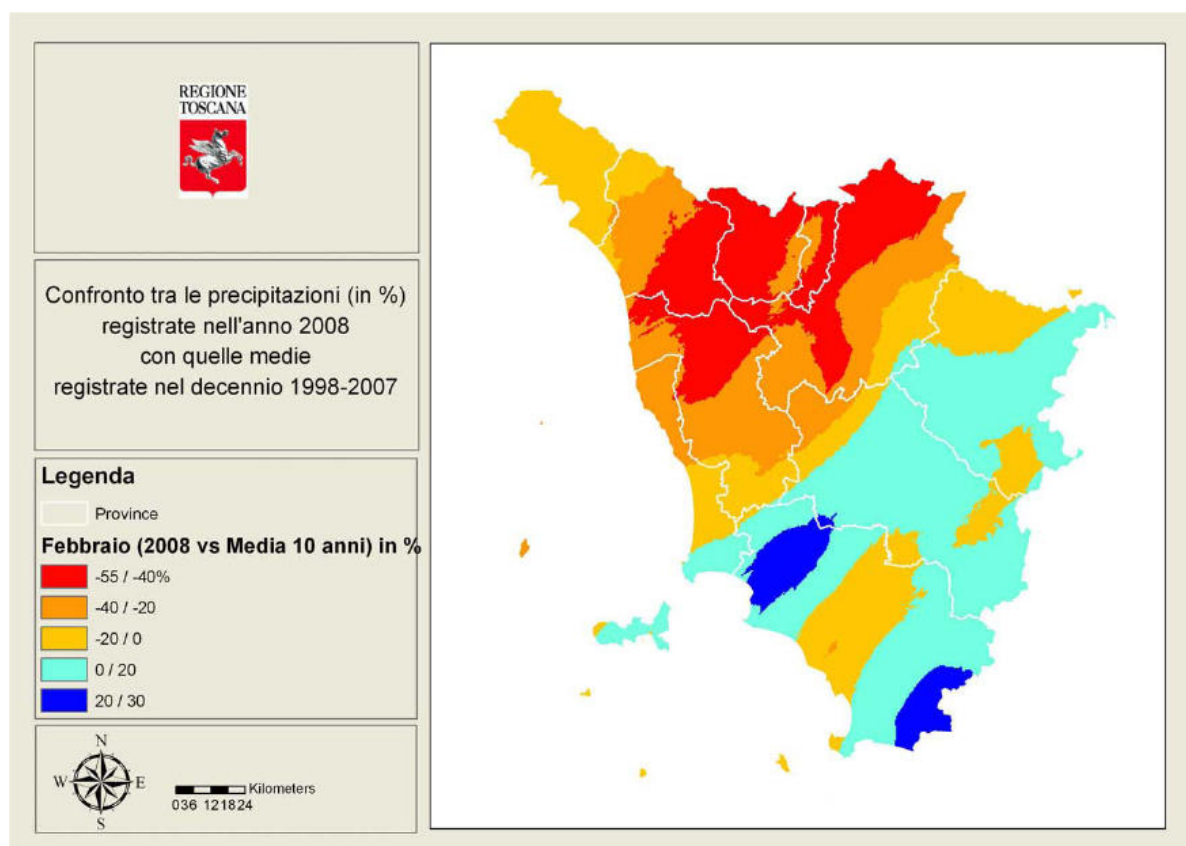 REGIONE
TOSCANA
Confronto tra le precipitazioni (in %)
registrate nell'anno 2008
con quelle medie
registrate nel decennio 1998-2007
Legenda
Province
Febbraio (2008 vs Media 10 anni) in %
-55 / -40%
-40 / -20
-20 / 0
0 / 20
20 / 30
N
W E
S
Kilometers
036 121824